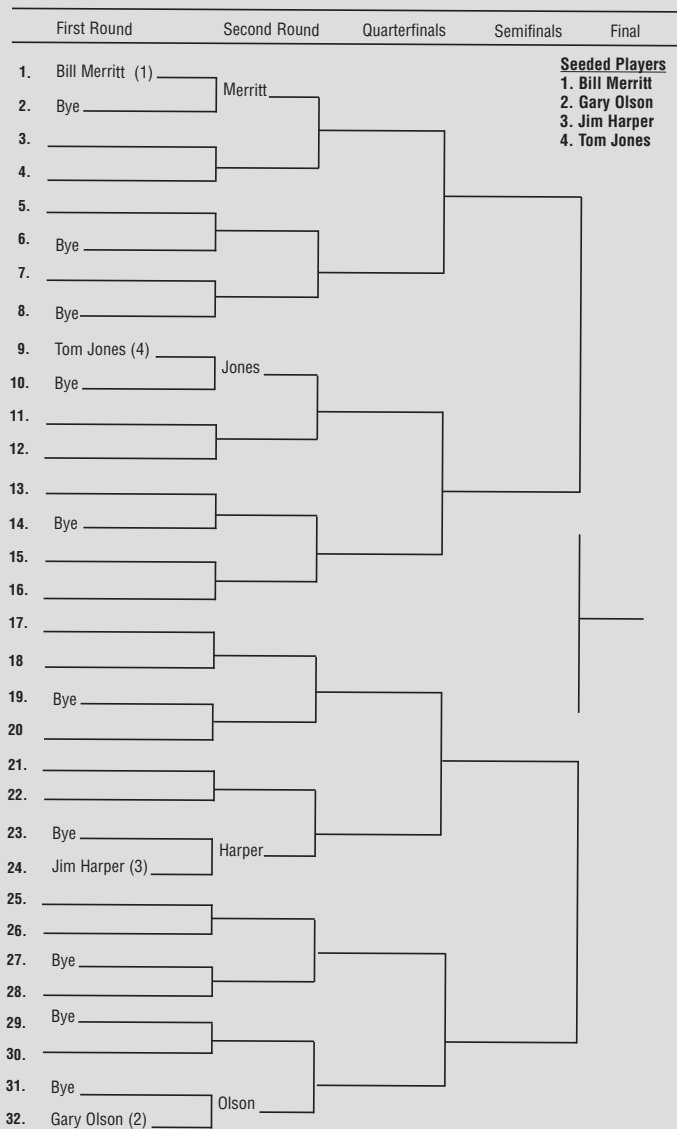 First Round Second Round Quarterfinals Semifinals Final
Seeded Players
1. Bill Merritt
2. Gary Olson
3. Jim Harper
4. Tom Jones
1. Bill Merritt (1)
Merritt
2. Bye
3.
4.
5.
6. Bye
7.
8. Bye
9. Tom Jones (4)
Jones
10. Bye
11.
12.
13.
14. Bye
15.
16.
17.
18
19. Bye
20
21.
22.
23. Bye
Harper
24. Jim Harper (3)
25.
26.
27. Bye
28.
29. Bye
30.
31. Bye
Olson
32. Gary Olson (2)